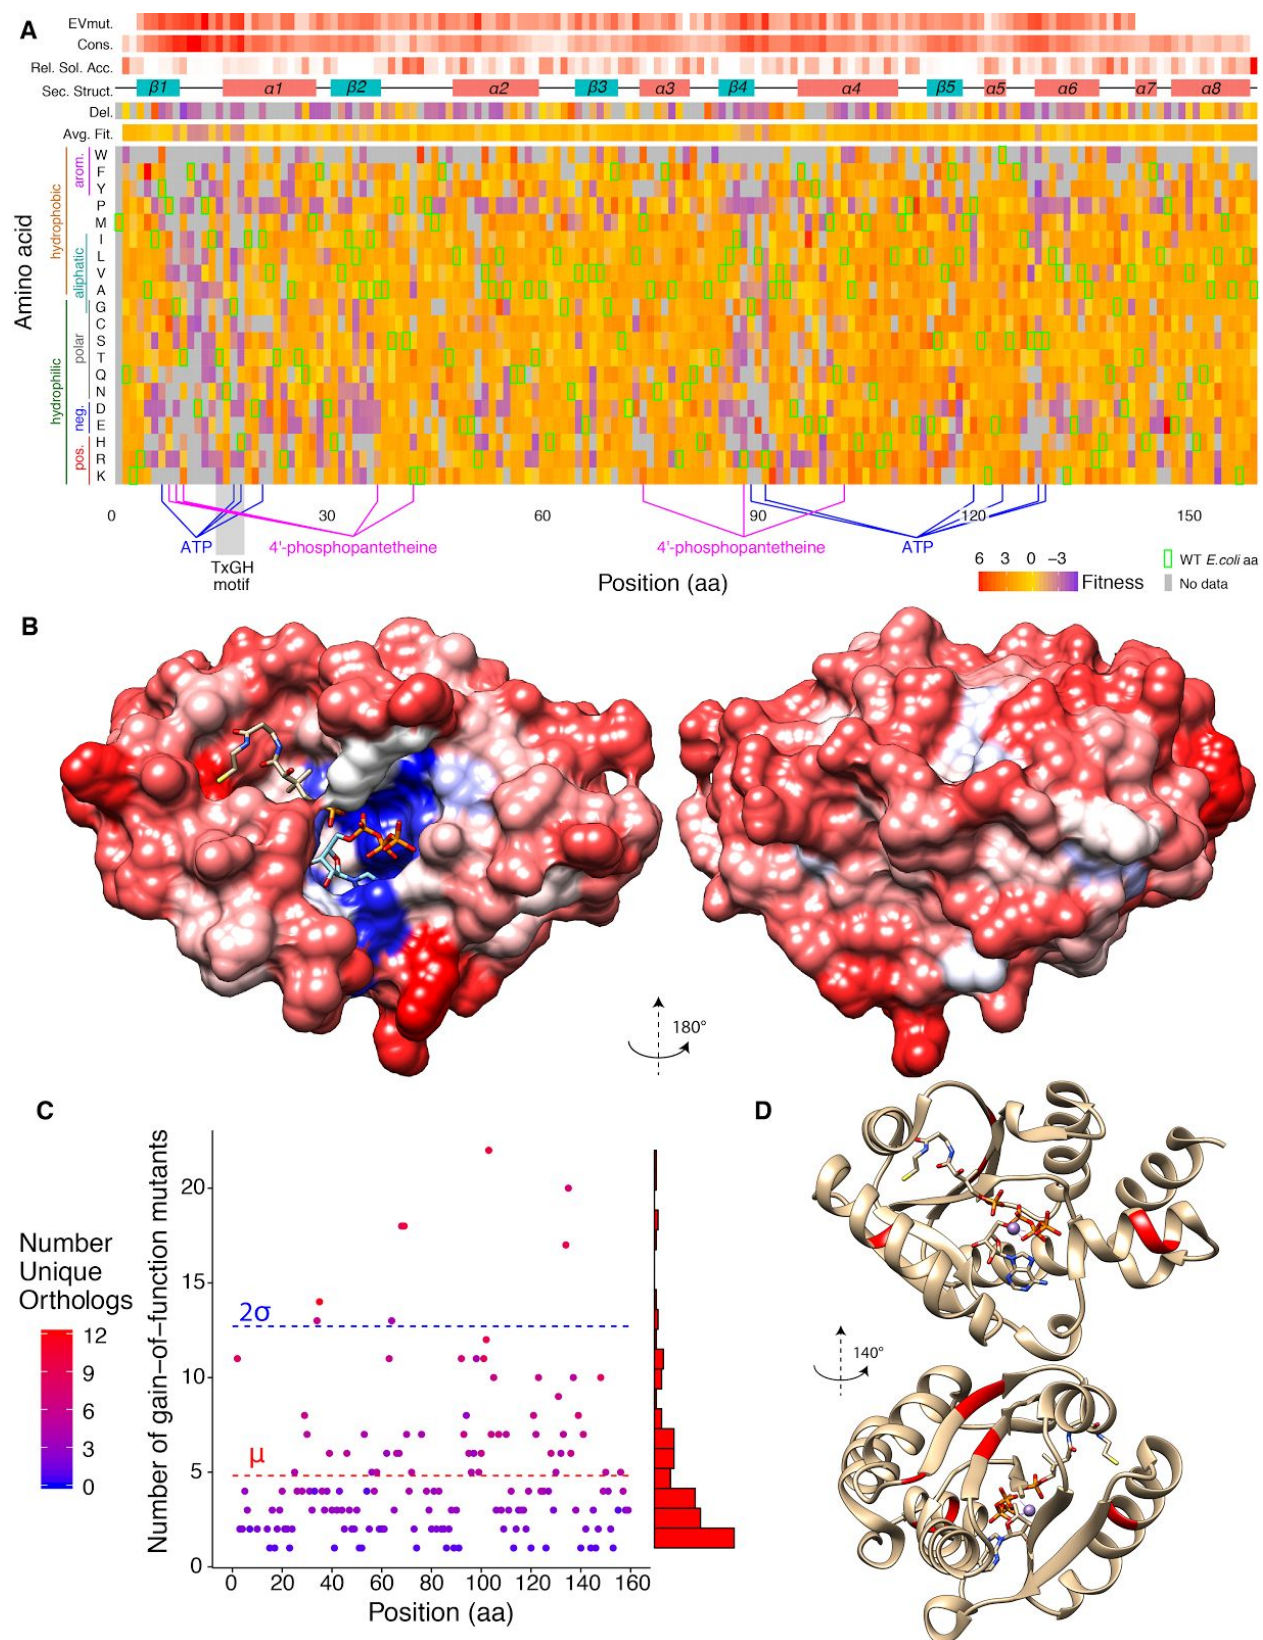 A
EVmut.
Cons.
Rel. Sol. Acc.
Sec. Struct.
β1 α1 β2 α2 β3 α3 β4 α4 β5 α5 α6 α7 α8
Del.
Avg. Fit.
Amino acid
hydrophobic
hydrophilic
arom.
aliphatic
polar
neg.
pos.
W
F
Y
P
M
I
L
V
A
G
C
S
T
Q
N
D
E
H
R
K
0 30 60 90 120 150
ATP 4'-phosphopantetheine 4'-phosphopantetheine ATP
TxGH
motif
Position (aa)
6 3 0 −3
Fitness
WT E.coli aa
No data
B
180°
C
Number of gain−of−function mutants
20
15
10
5
0
2σ
μ
0 20 40 60 80 100 120 140 160
Position (aa)
Number
Unique
Orthologs
12
9
6
3
0
D
140°